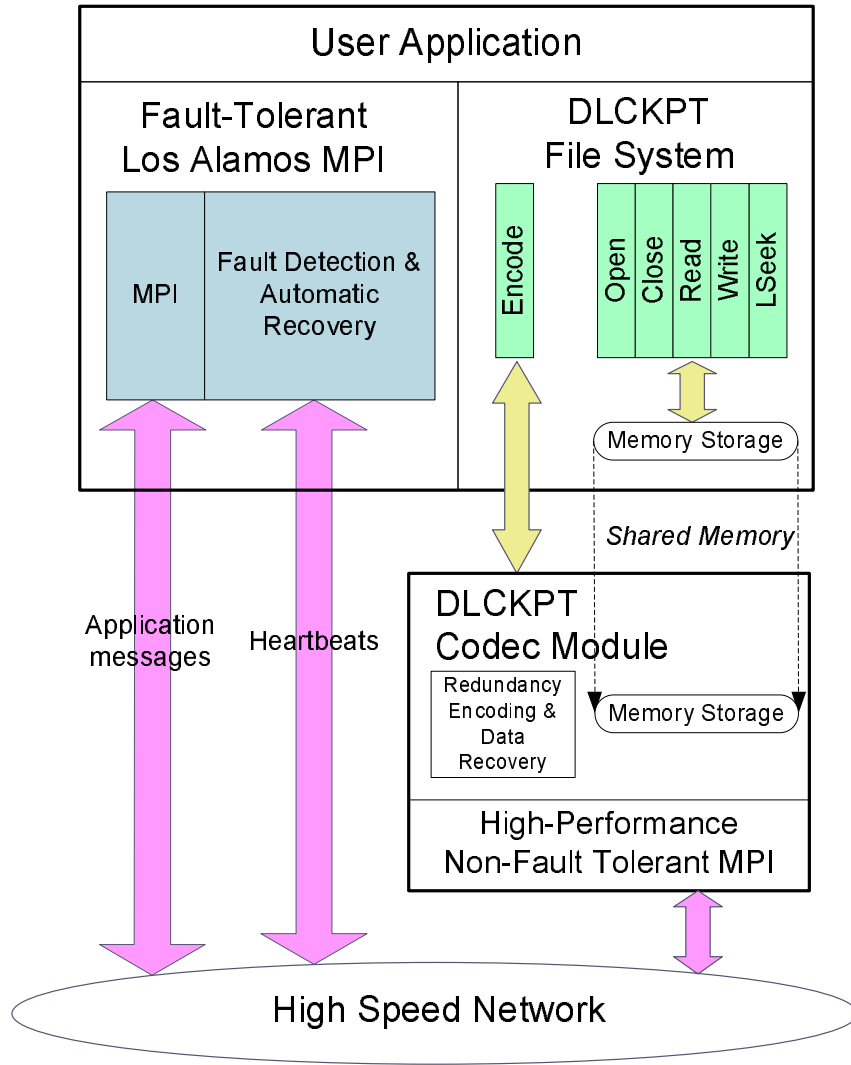 User Application
Fault-Tolerant
Los Alamos MPI
DLCKPT
File System
MPI
Fault Detection &
Automatic
Recovery
Encode
Open
Close
Read
Write
LSeek
Memory Storage
Shared Memory
Application
messages
Heartbeats
DLCKPT
Codec Module
Redundancy
Encoding &
Data
Recovery
Memory Storage
High-Performance
Non-Fault Tolerant MPI
High Speed Network